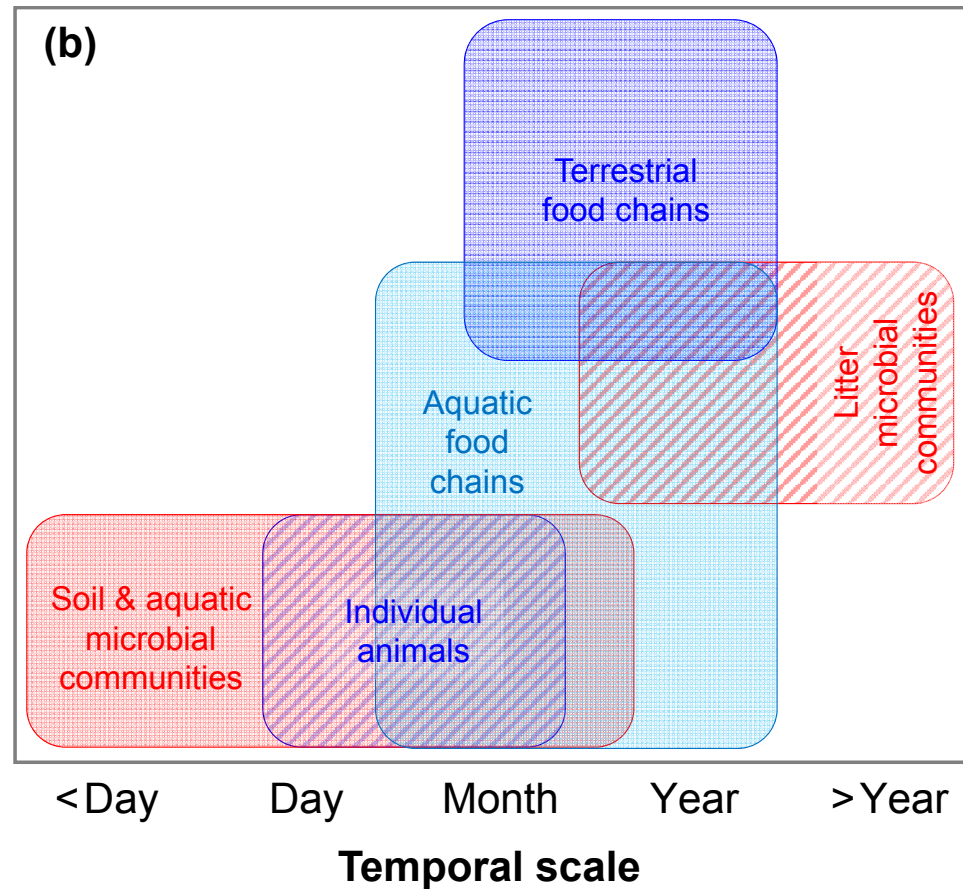 (b)
Terrestrial
food chains
Litter
microbial
communities
Aquatic
food
chains
Soil & aquatic
microbial
communities
Individual
animals
<Day Day Month Year >Year
Temporal scale